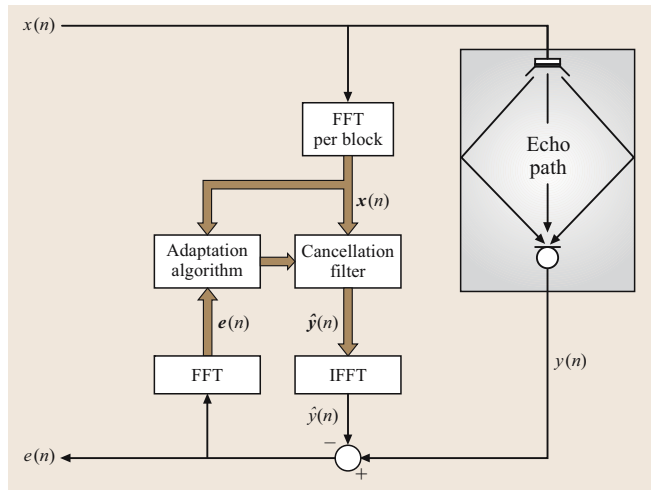 x(n)
FFT
per block
Echo
path
x(n)
Adaptation
algorithm
Cancellation
filter
e(n)
ŷ(n)
y(n)
FFT
IFFT
ŷ(n)
−
e(n)
+